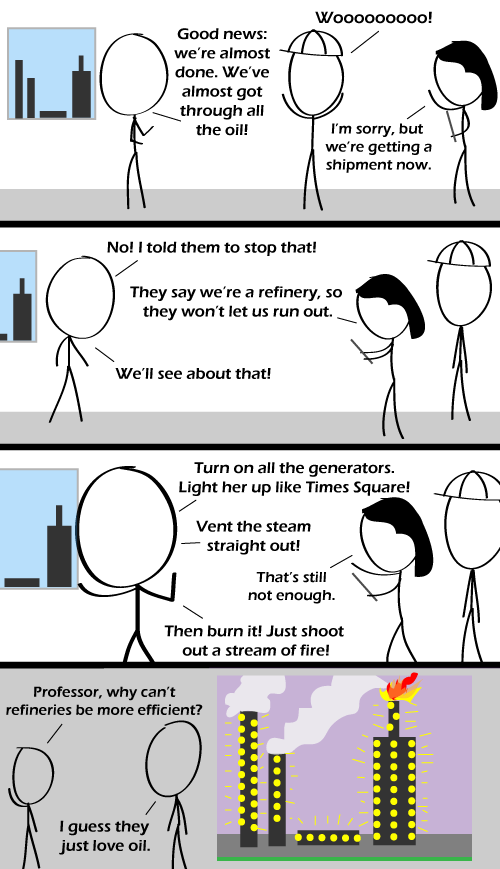 Good news:
we're almost
done. We've
almost got
through all
the oil!
Wooooooooo!
I'm sorry, but
we're getting a
shipment now.
No! I told them to stop that!
They say we're a refinery, so
they won't let us run out.
We'll see about that!
Turn on all the generators.
Light her up like Times Square!
Vent the steam
straight out!
That's still
not enough.
Then burn it! Just shoot
out a stream of fire!
Professor, why can't
refineries be more efficient?
I guess they
just love oil.